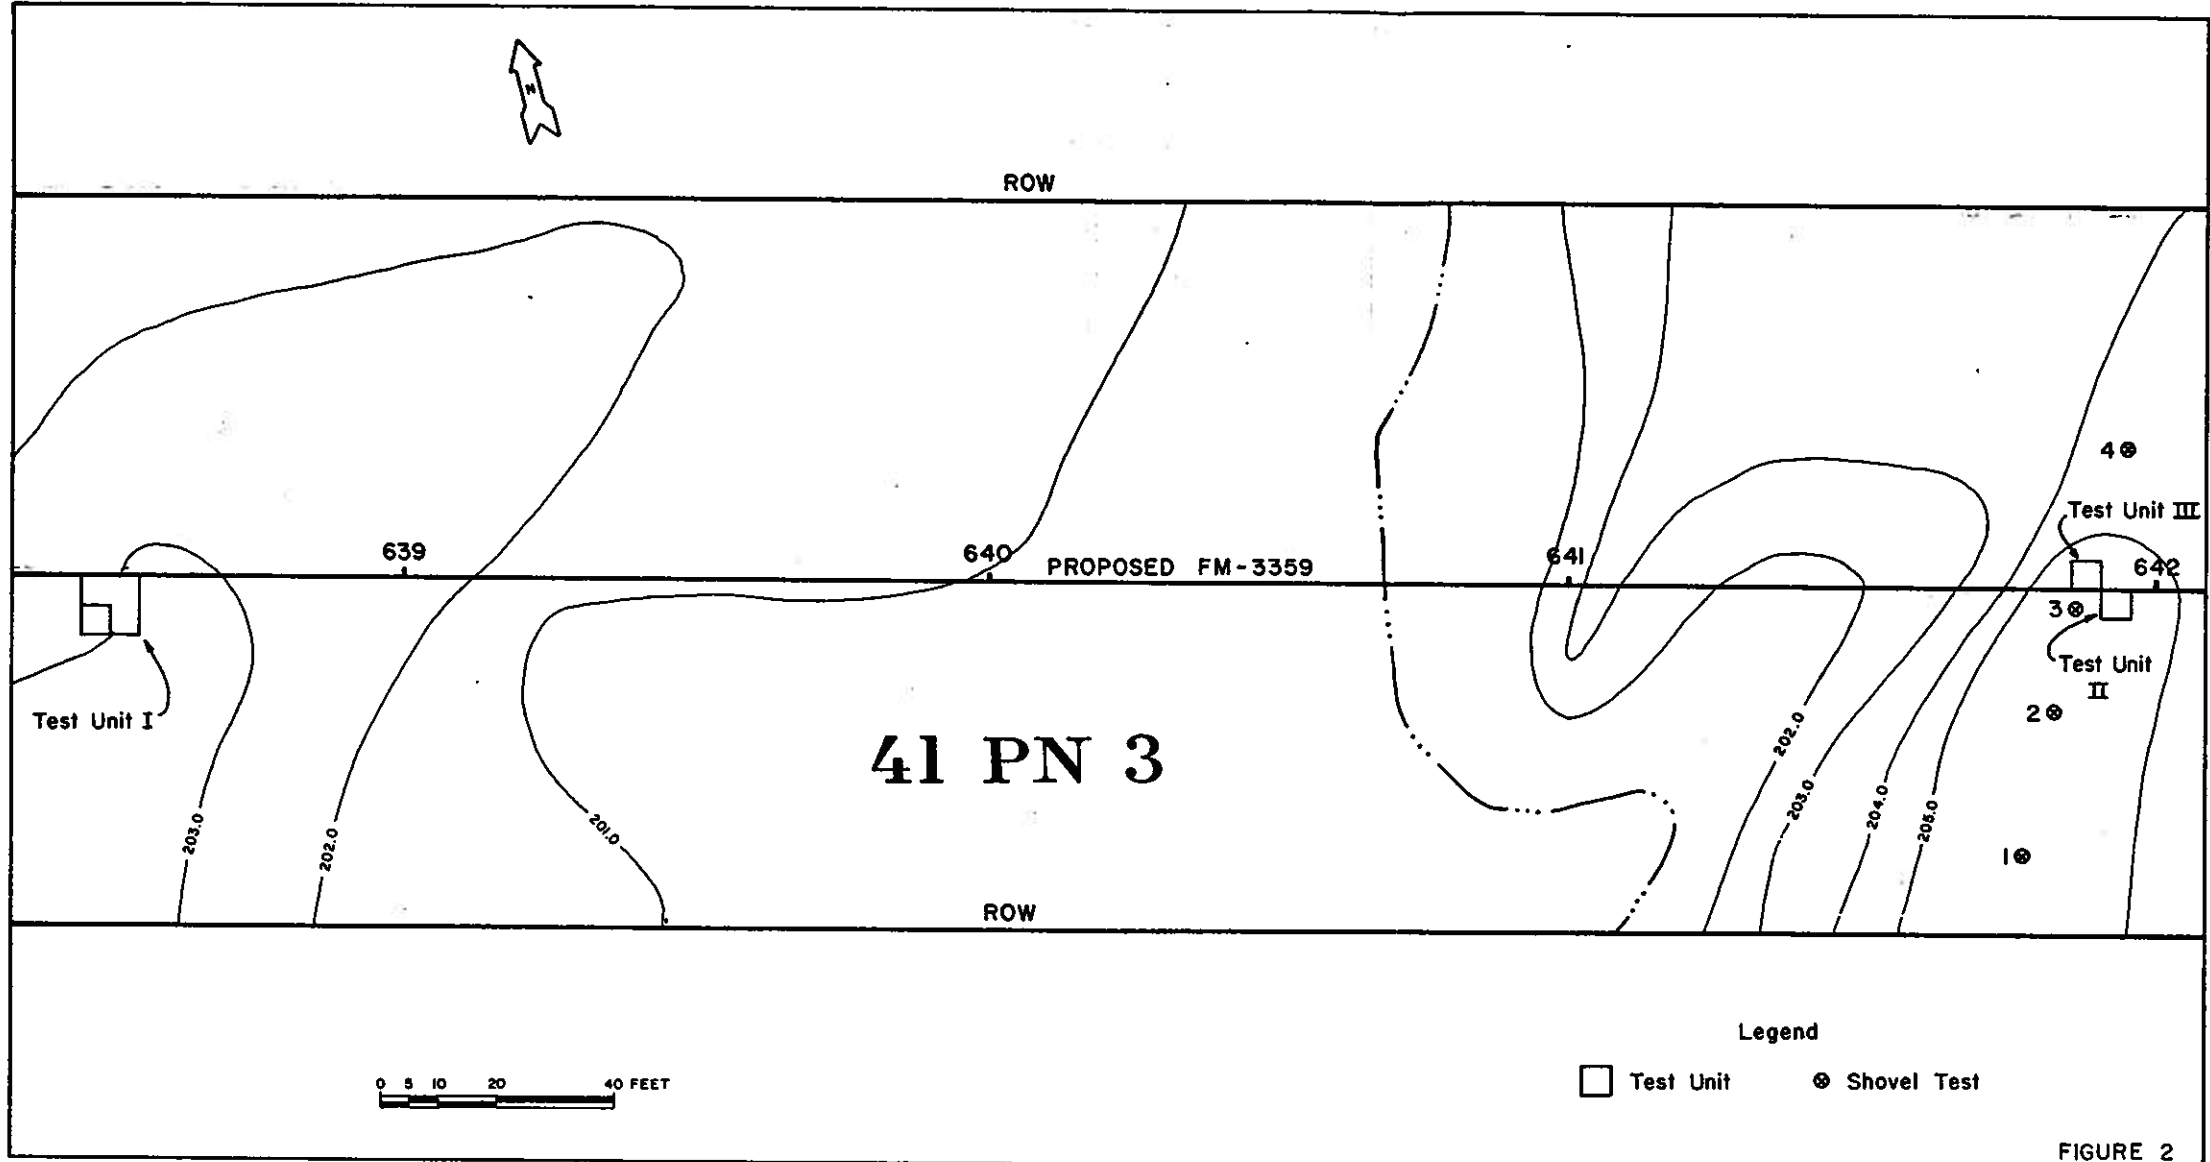 N
ROW
4
Test Unit III
639
640
PROPOSED FM-3359
641
642
3
Test Unit
II
Test Unit I
2
41 PN 3
202.0
203.0
202.0
201.0
203.0
204.0
205.0
1
ROW
Legend
0 5 10 20 40 FEET
Test Unit
Shovel Test
FIGURE 2